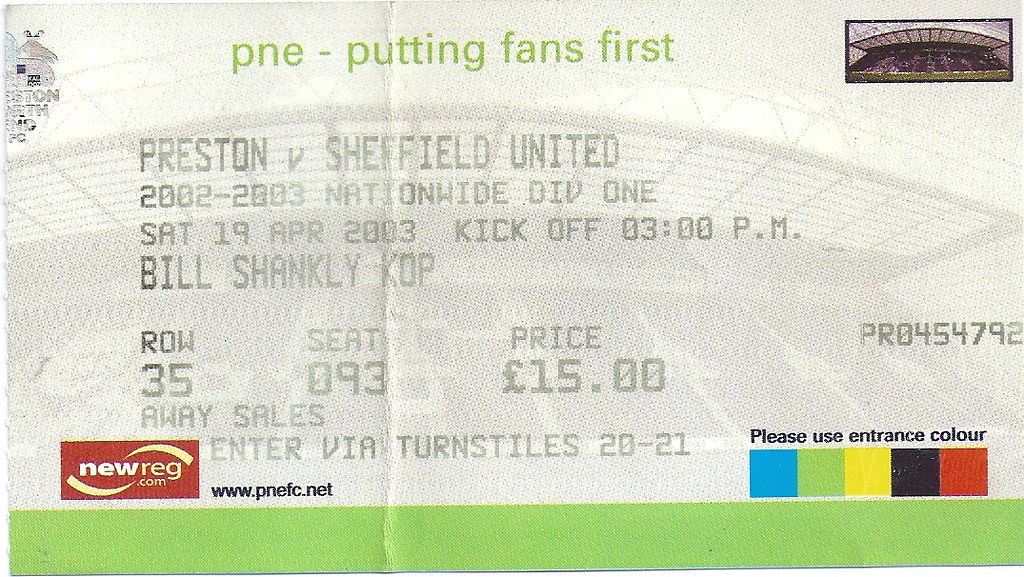 pne - putting fans first
PRESTON v SHEFFIELD UNITED
2002-2003 NATIONWIDE DIV ONE
SAT 19 APR 2003 KICK OFF 03:00 P.M.
BILL SHANKLY KOP
ROW SEAT PRICE PR0454792
35 093 £15.00
AWAY SALES
ENTER VIA TURNSTILES 20-21
Please use entrance colour
newreg
.com
www.pnefc.net